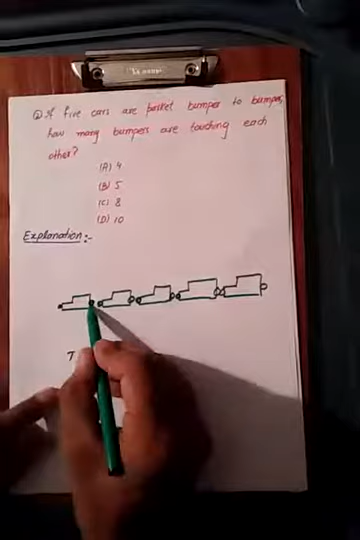 Q If five cars are parket bumper to bumper,
how many bumpers are touching each
other?
(A) 4
(B) 5
(C) 8
(D) 10
Explanation:-
T